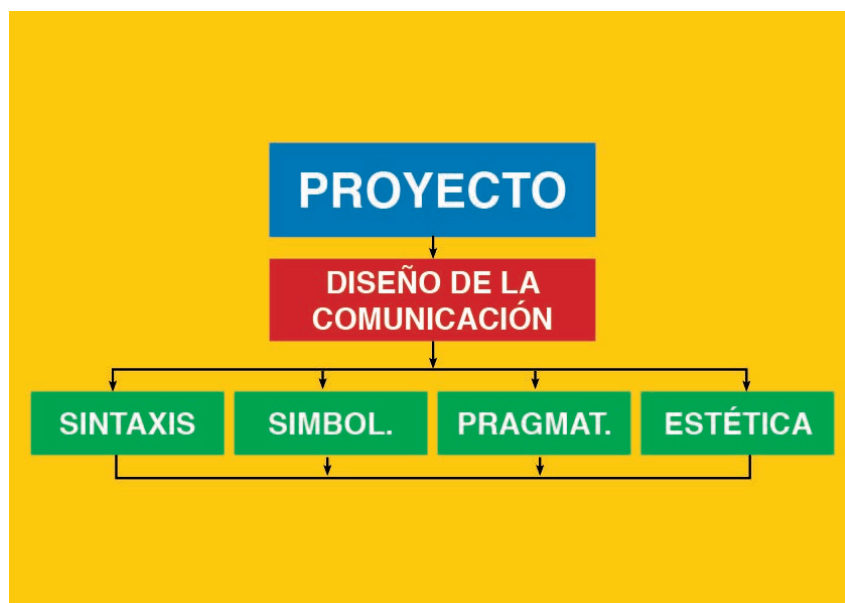 PROYECTO
DISEÑO DE LA
COMUNICACIÓN
SINTAXIS
SIMBOL.
PRAGMAT.
ESTÉTICA